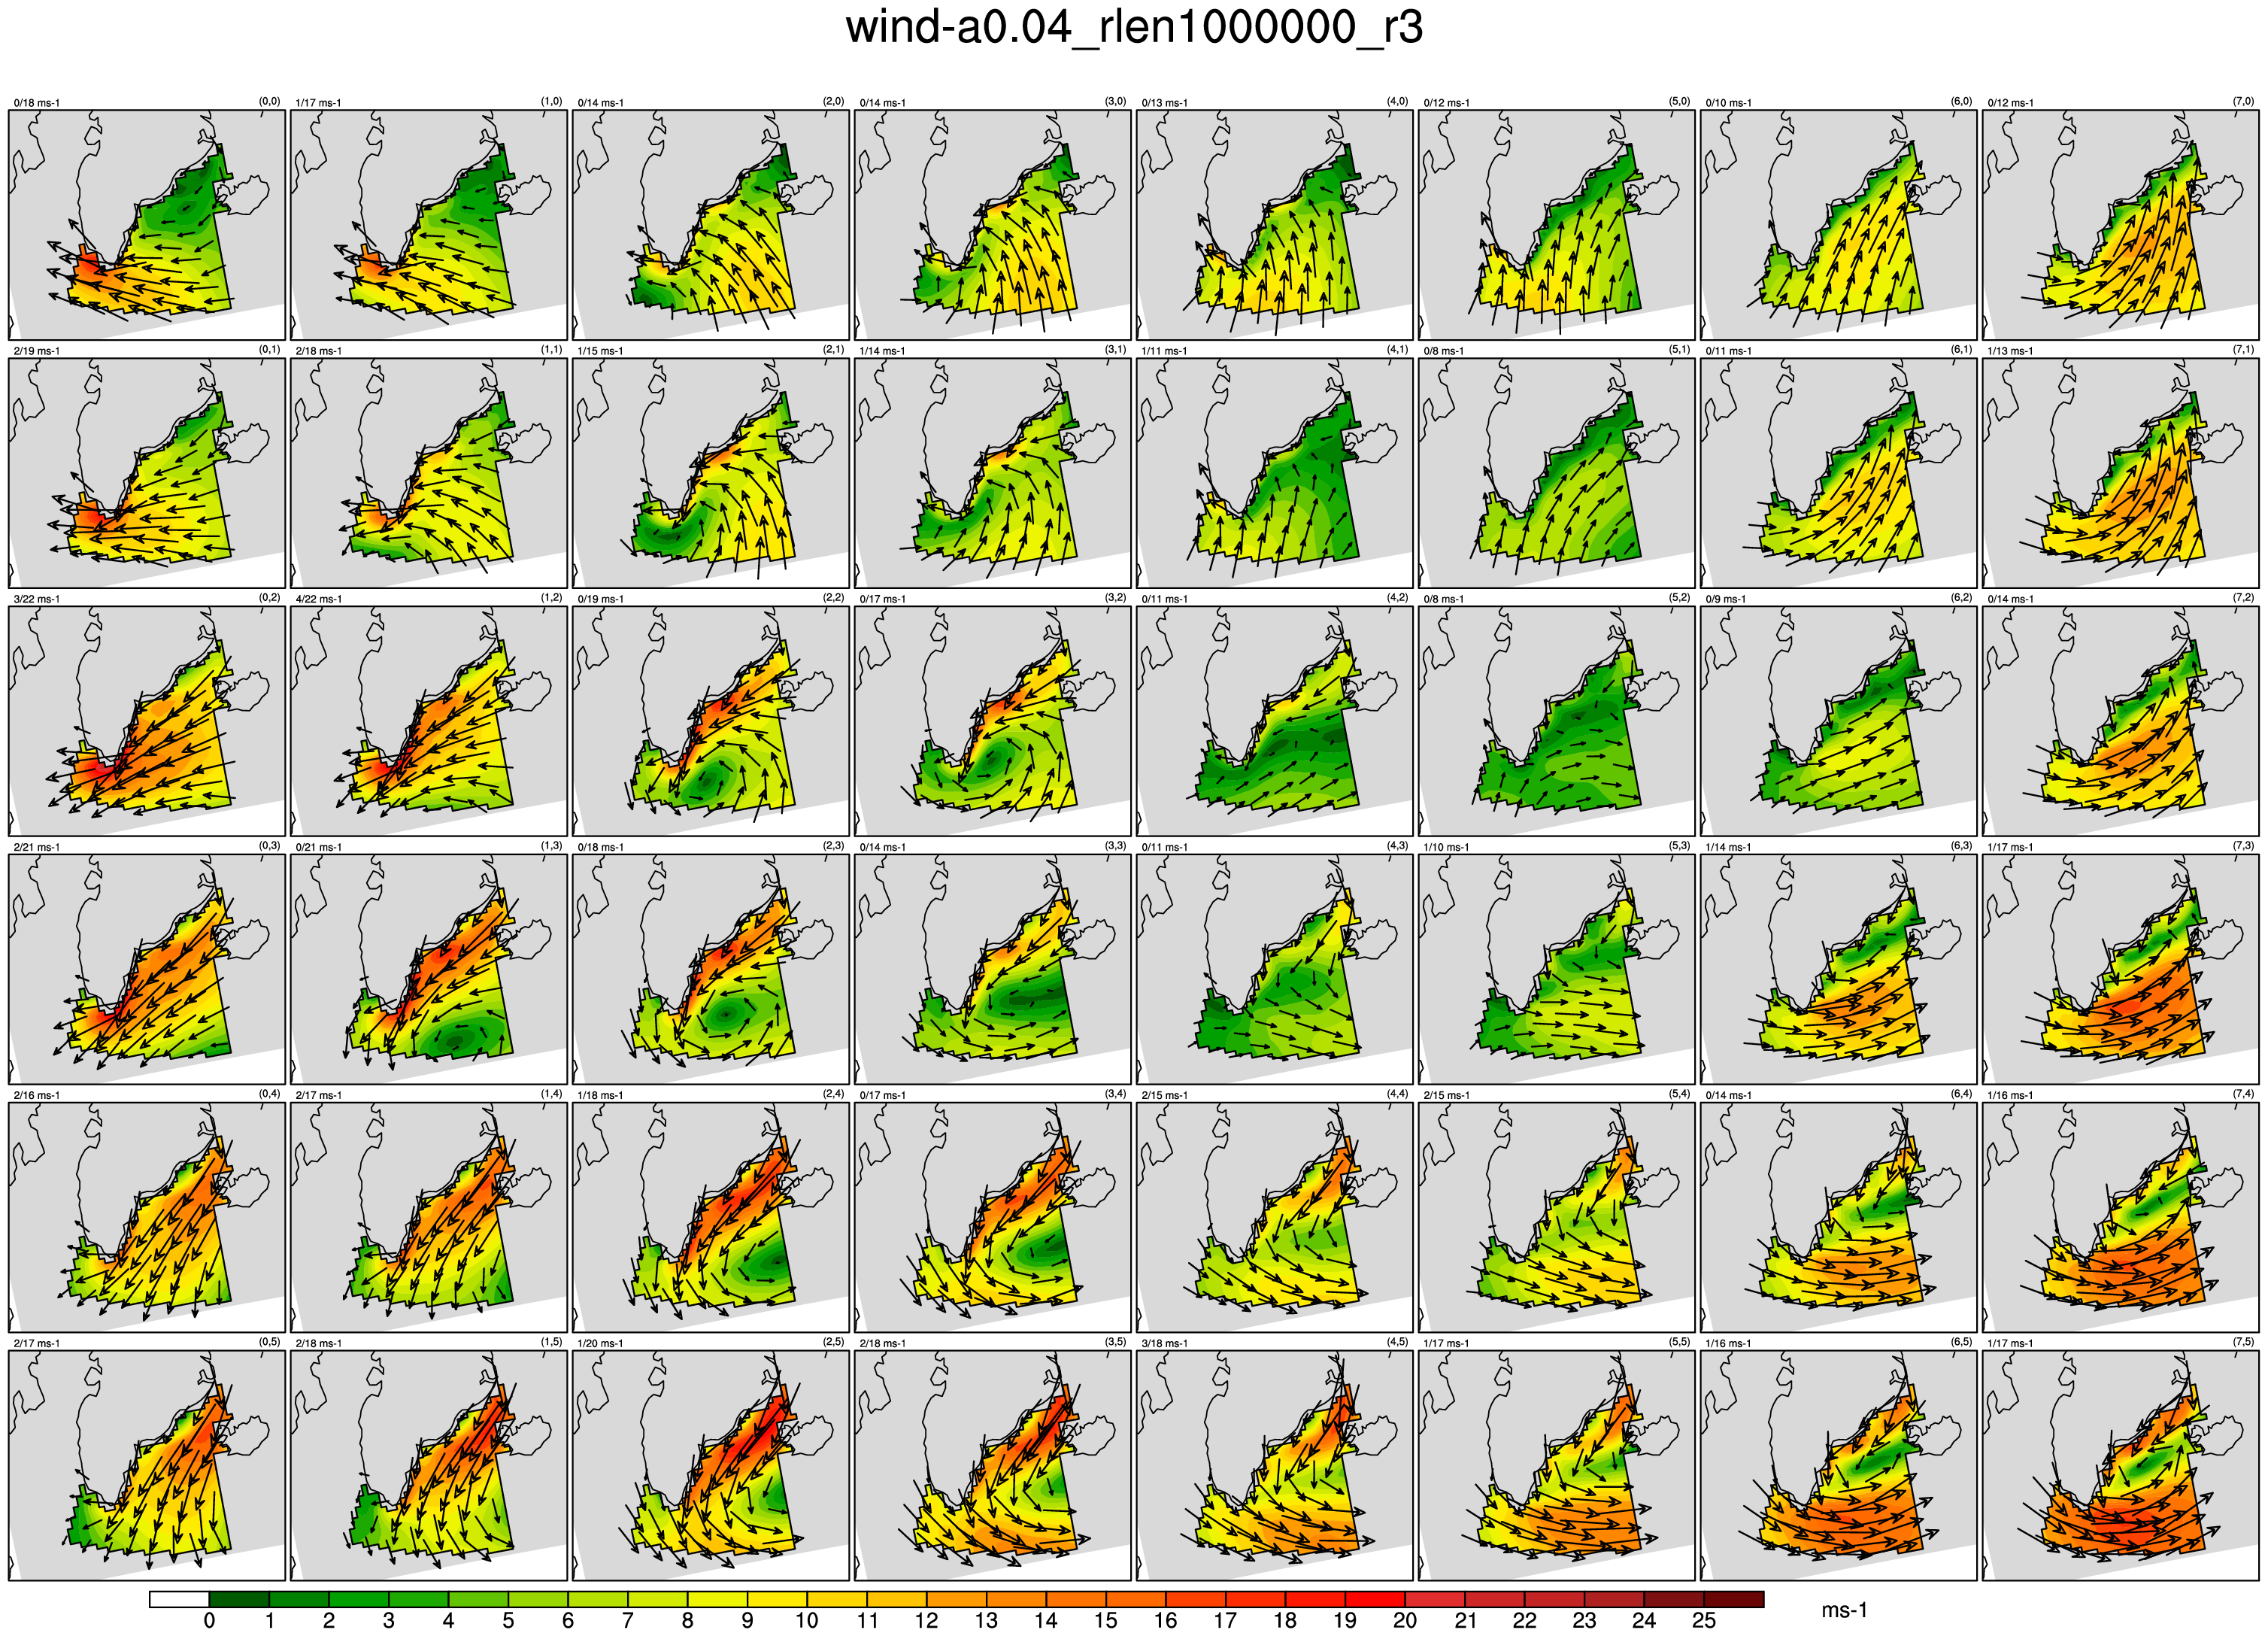 wind-a0.04_rlen1000000_r3
0/18 ms-1 (0,0) 1/17 ms-1 (1,0) 0/14 ms-1 (2,0) 0/14 ms-1 (3,0) 0/13 ms-1 (4,0) 0/12 ms-1 (5,0) 0/10 ms-1 (6,0) 0/12 ms-1 (7,0)
2/19 ms-1 (0,1) 2/18 ms-1 (1,1) 1/15 ms-1 (2,1) 1/14 ms-1 (3,1) 1/11 ms-1 (4,1) 0/8 ms-1 (5,1) 0/11 ms-1 (6,1) 1/13 ms-1 (7,1)
3/22 ms-1 (0,2) 4/22 ms-1 (1,2) 0/19 ms-1 (2,2) 0/17 ms-1 (3,2) 0/11 ms-1 (4,2) 0/8 ms-1 (5,2) 0/9 ms-1 (6,2) 0/14 ms-1 (7,2)
2/21 ms-1 (0,3) 0/21 ms-1 (1,3) 0/18 ms-1 (2,3) 0/14 ms-1 (3,3) 0/11 ms-1 (4,3) 1/10 ms-1 (5,3) 1/14 ms-1 (6,3) 1/17 ms-1 (7,3)
2/16 ms-1 (0,4) 2/17 ms-1 (1,4) 1/18 ms-1 (2,4) 0/17 ms-1 (3,4) 2/15 ms-1 (4,4) 2/15 ms-1 (5,4) 0/14 ms-1 (6,4) 1/16 ms-1 (7,4)
2/17 ms-1 (0,5) 2/18 ms-1 (1,5) 1/20 ms-1 (2,5) 2/18 ms-1 (3,5) 3/18 ms-1 (4,5) 1/17 ms-1 (5,5) 1/16 ms-1 (6,5) 1/17 ms-1 (7,5)
0 1 2 3 4 5 6 7 8 9 10 11 12 13 14 15 16 17 18 19 20 21 22 23 24 25 ms-1